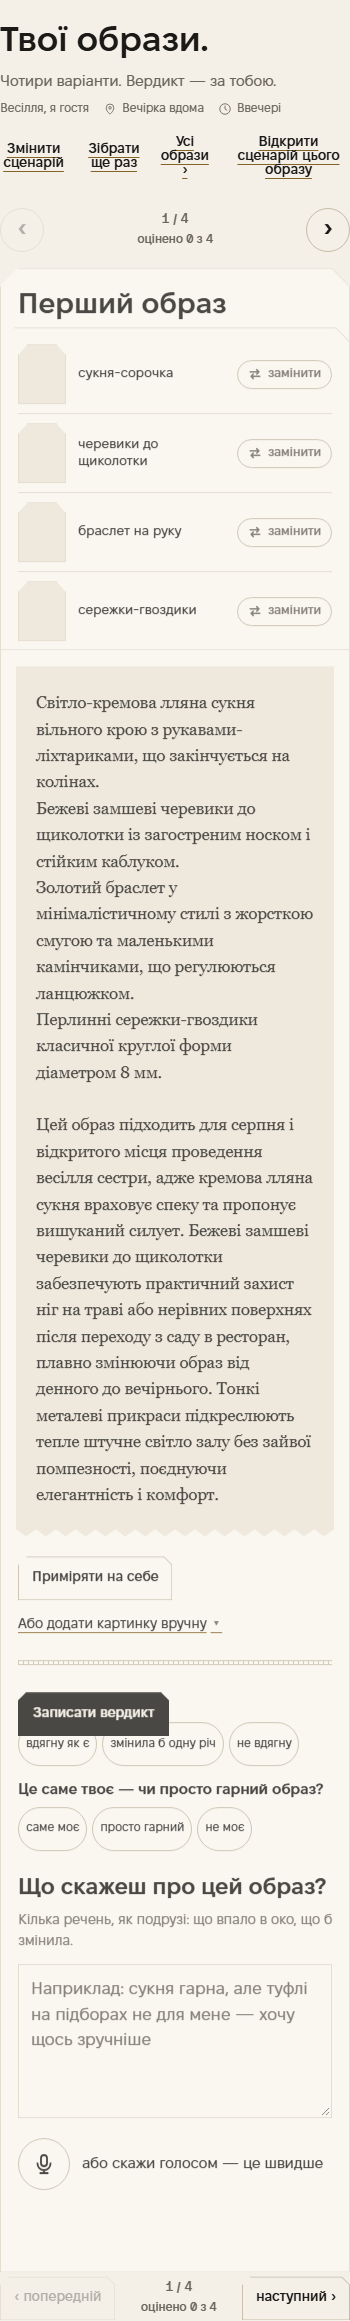 Твої образи.
Чотири варіанти. Вердикт — за тобою.
Весілля, я гостя Вечірка вдома Ввечері
Змінити сценарій
Зібрати ще раз
Усі образи ›
Відкрити сценарій цього образу
‹
1 / 4
оцінено 0 з 4
›
Перший образ
сукня-сорочка
замінити
черевики до щиколотки
замінити
браслет на руку
замінити
сережки-гвоздики
замінити
Світло-кремова лляна сукня
вільного крою з рукавами-
ліхтариками, що закінчується на
колінах.
Бежеві замшеві черевики до
щиколотки із загостреним носком і
стійким каблуком.
Золотий браслет у
мінімалістичному стилі з жорсткою
смугою та маленькими
камінчиками, що регулюються
ланцюжком.
Перлинні сережки-гвоздики
класичної круглої форми
діаметром 8 мм.
Цей образ підходить для серпня і
відкритого місця проведення
весілля сестри, адже кремова лляна
сукня враховує спеку та пропонує
вишуканий силует. Бежеві замшеві
черевики до щиколотки
забезпечують практичний захист
ніг на траві або нерівних поверхнях
після переходу з саду в ресторан,
плавно змінюючи образ від
денного до вечірнього. Тонкі
металеві прикраси підкреслюють
тепле штучне світло залу без зайвої
помпезності, поєднуючи
елегантність і комфорт.
Приміряти на себе
Або додати картинку вручну
Записати вердикт
вдягну як є
змінила б одну річ
не вдягну
Це саме твоє — чи просто гарний образ?
саме моє
просто гарний
не моє
Що скажеш про цей образ?
Кілька речень, як подрузі: що впало в око, що б
змінила.
Наприклад: сукня гарна, але туфлі
на підборах не для мене — хочу
щось зручніше
або скажи голосом — це швидше
‹ попередній
1 / 4
оцінено 0 з 4
наступний ›